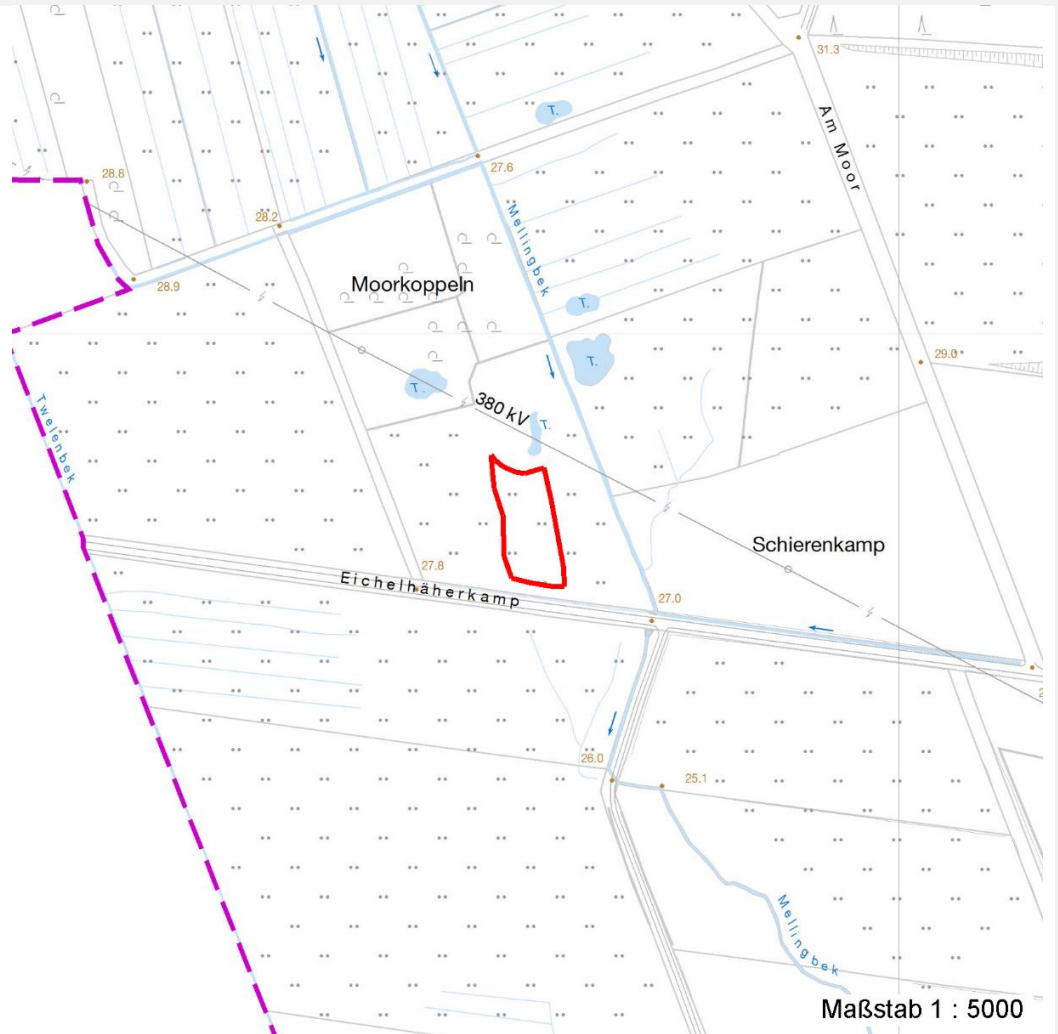 31.3
T.
Am Moor
27.6
28.8
28.2
Mellingbek
Moorkoppeln
28.9
T.
29.0
T.
T.
380 kV
Twelenbek
T.
Schierenkamp
27.8
Eichelhäherkamp
27.0
26.0
25.1
Mellingbek
Maßstab 1 : 5000